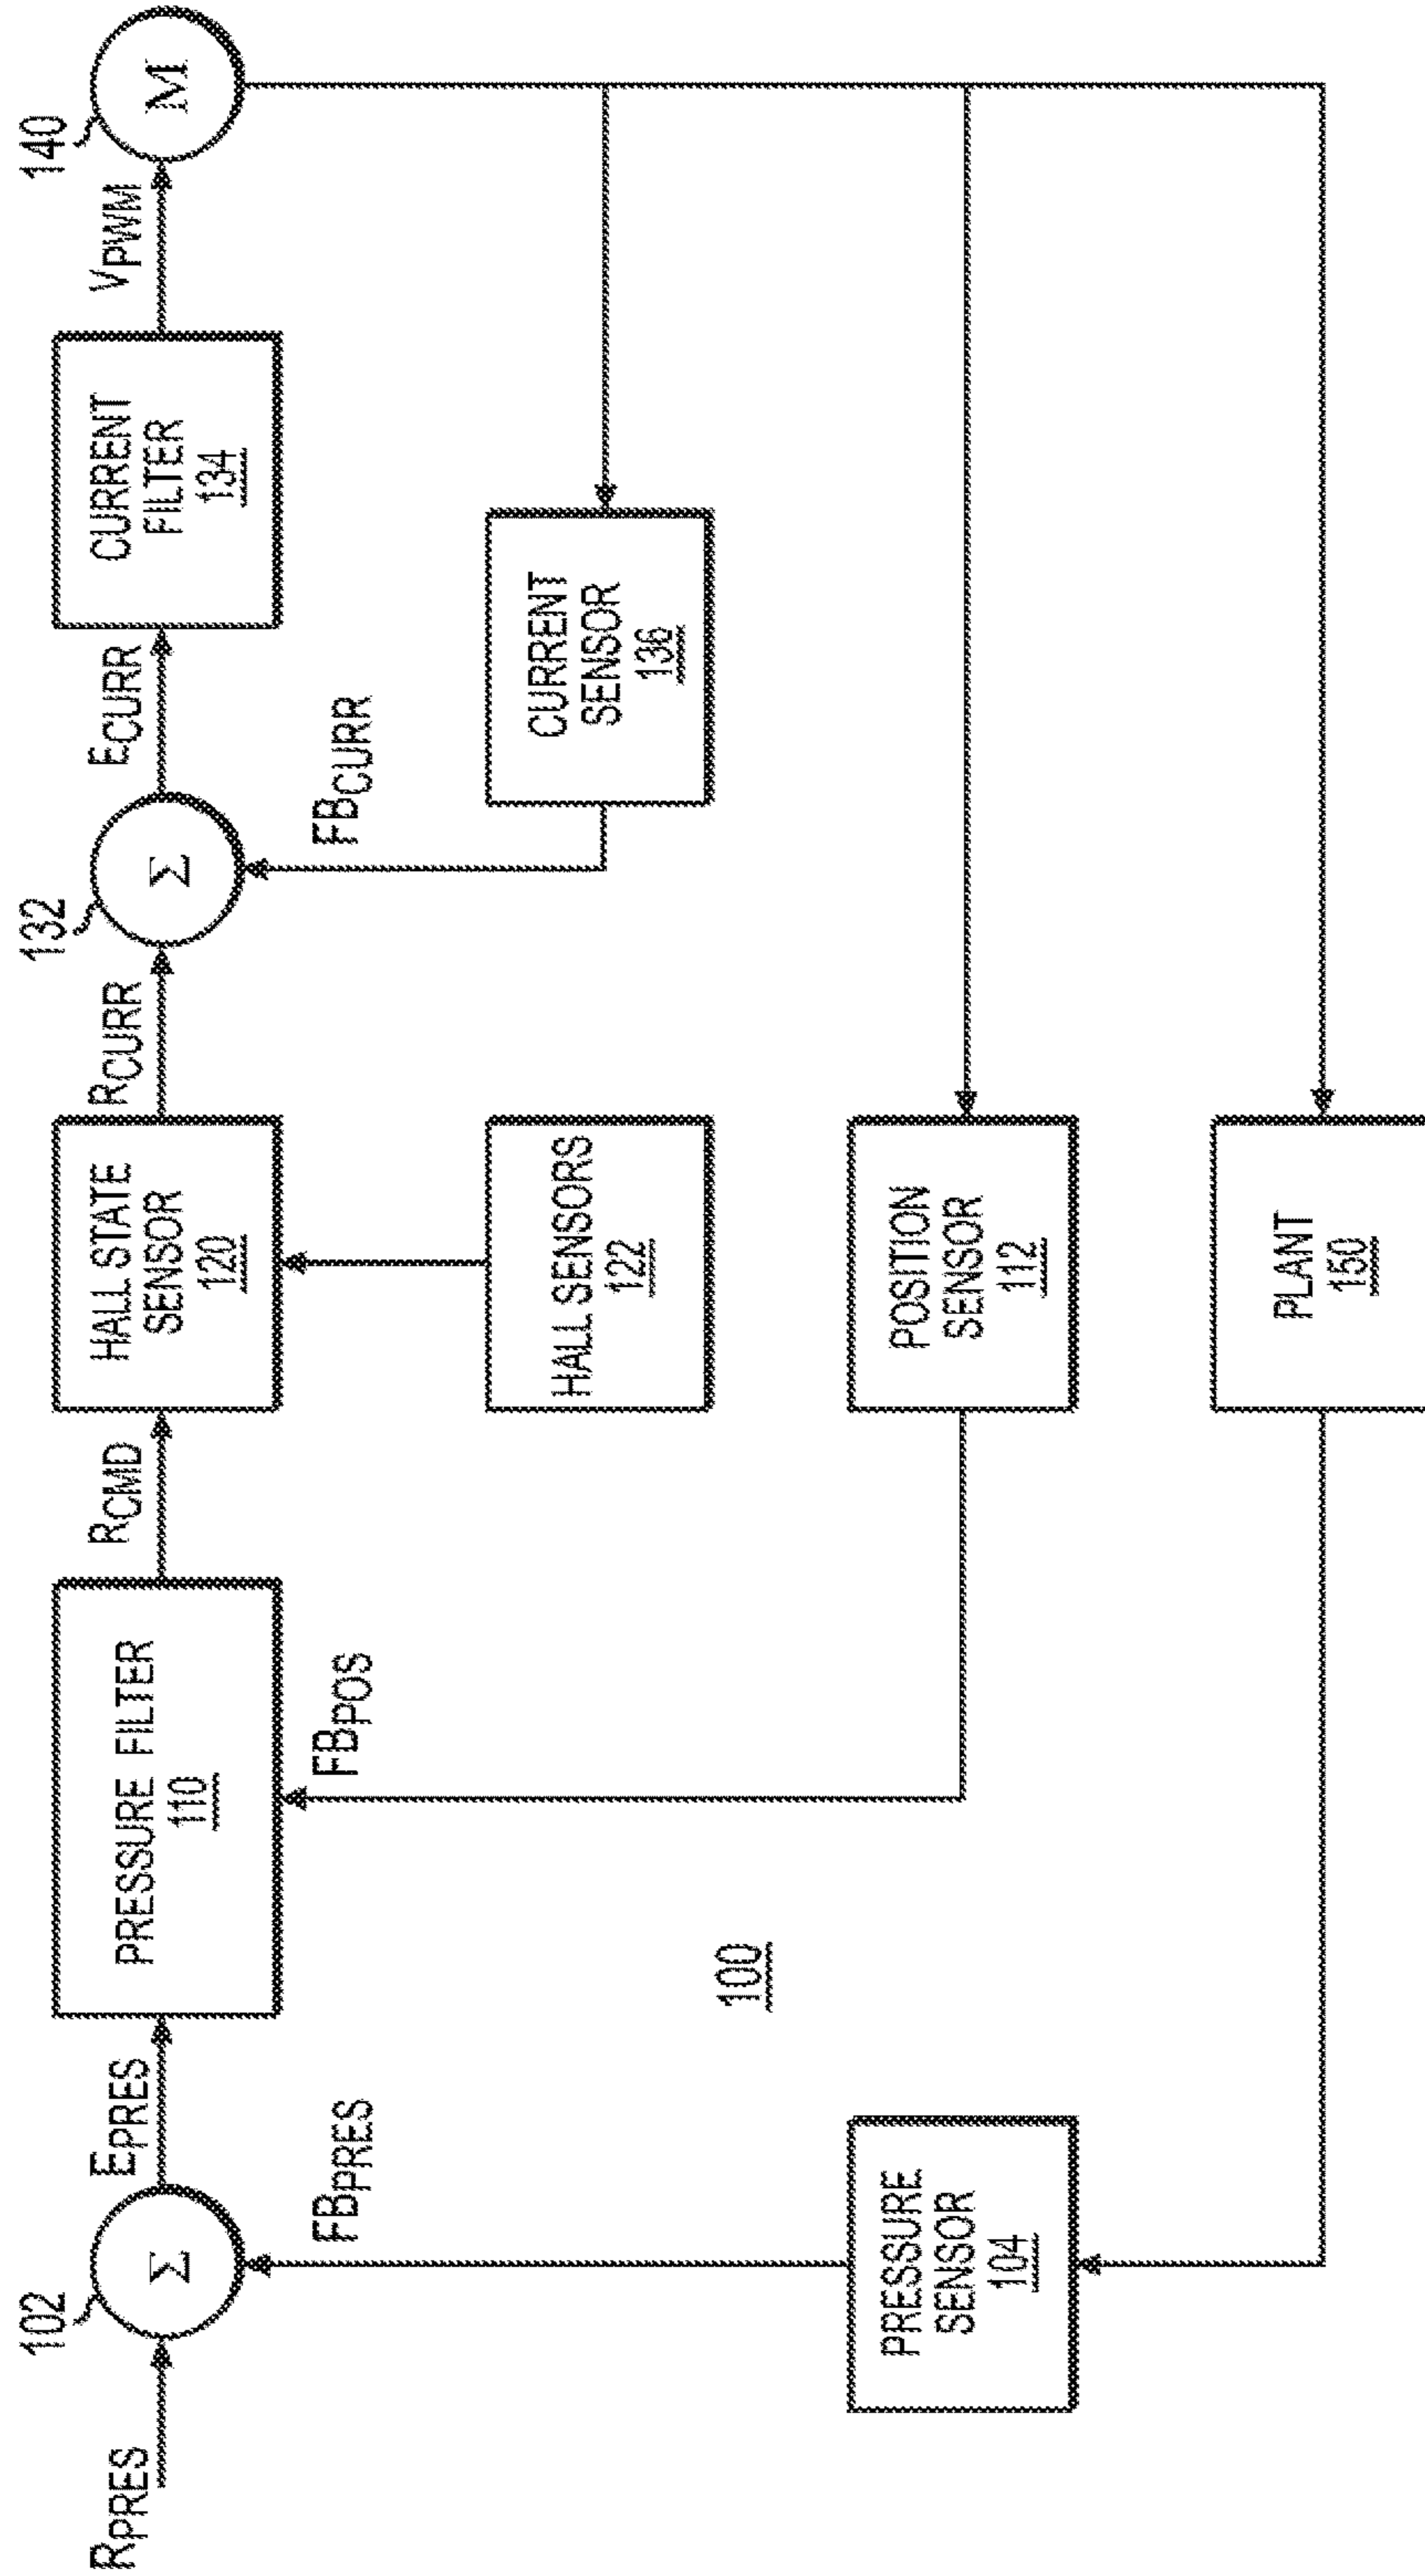 102
132
140
RPRES
Σ
EPRES
PRESSURE FILTER
110
RCMD
HALL STATE
SENSOR
120
RCURR
Σ
ECURR
CURRENT
FILTER
134
VPWM
M
FBPRES
FBPOS
FBCURR
HALL SENSORS
122
CURRENT
SENSOR
136
100
PRESSURE
SENSOR
104
POSITION
SENSOR
112
PLANT
150